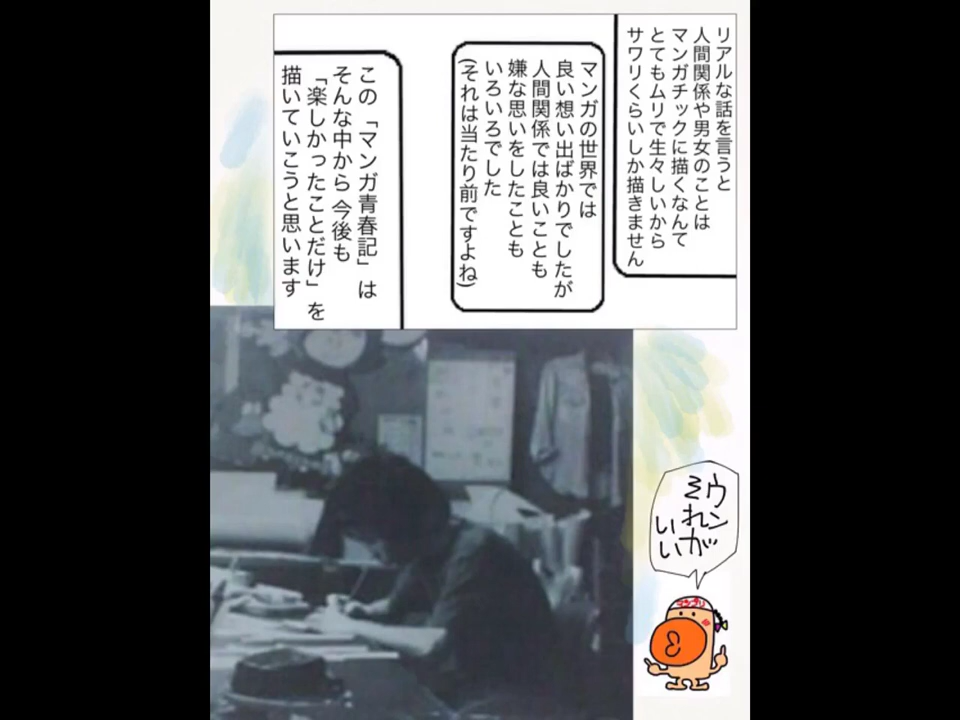 リアルな話を言うと
人間関係や男女のことは
マンガチックに描くなんて
とてもムリで生々しいから
サワリくらいしか描きません
マンガの世界では
良い想い出ばかりでしたが
人間関係では良いことも
嫌な思いをしたことも
いろいろでした
(それは当たり前ですよね)
この「マンガ青春記」は
そんな中から 今後も
「楽しかったことだけ」を
描いていこうと思います
ウン
それが
いい